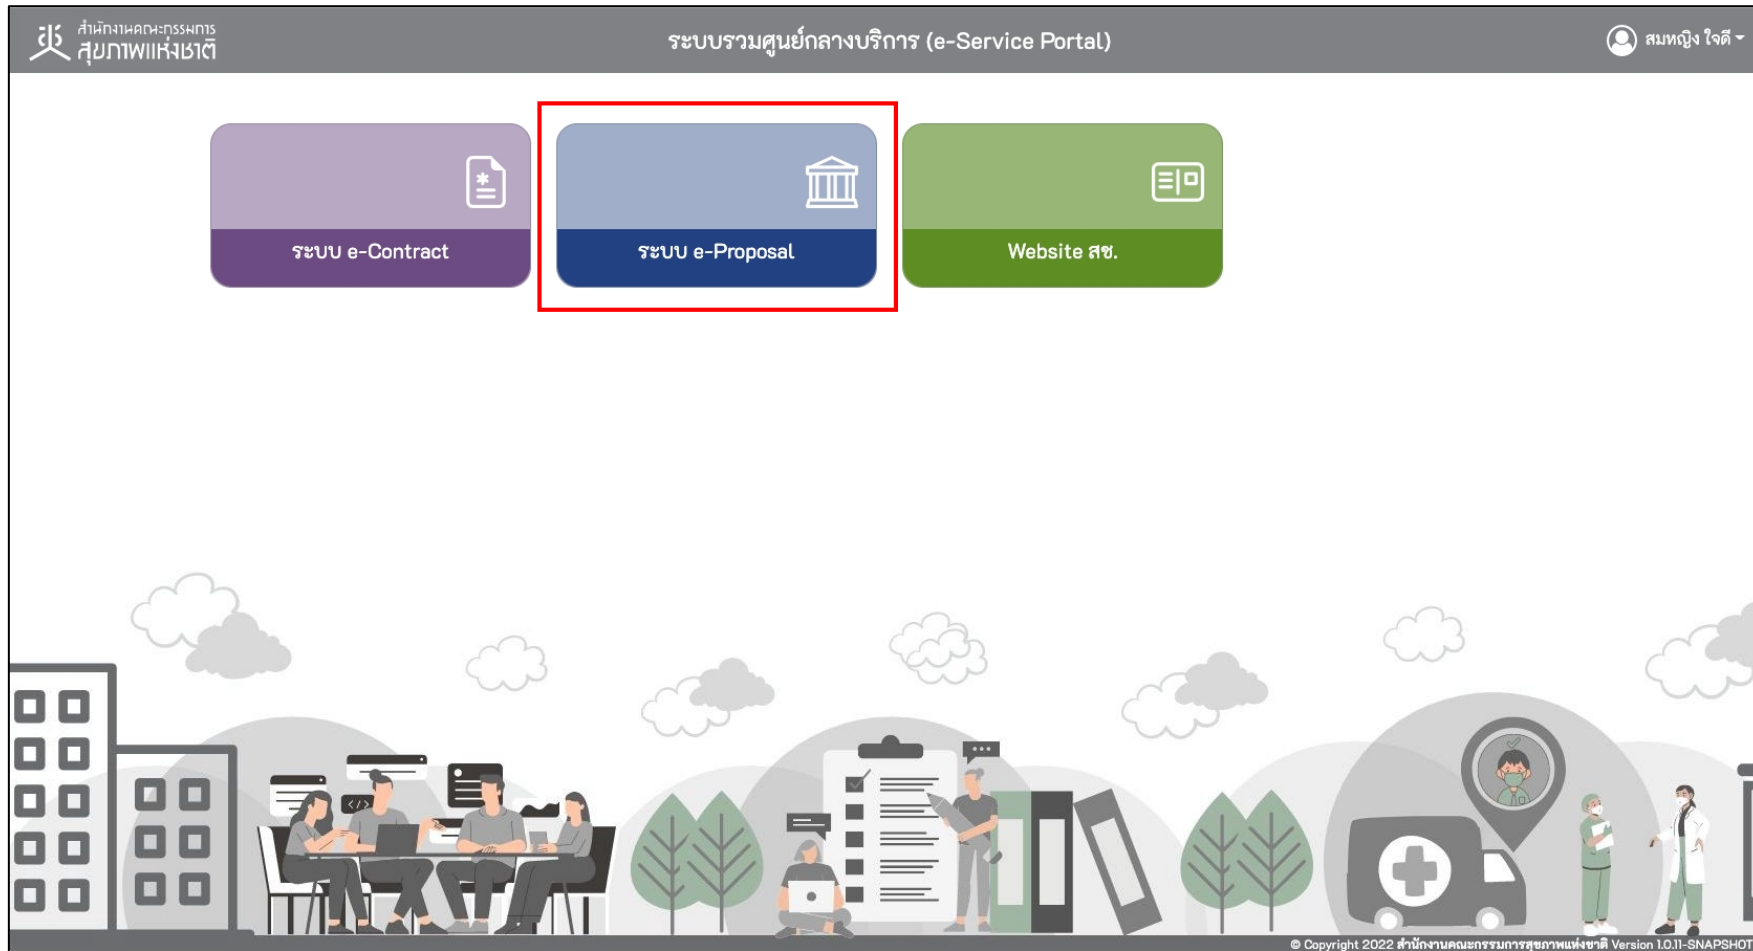 สำนักงานคณะกรรมการ
สุขภาพแห่งชาติ
ระบบรวมศูนย์กลางบริการ (e-Service Portal)
สมหญิง ใจดี
ระบบ e-Contract
ระบบ e-Proposal
Website สช.
© Copyright 2022 สำนักงานคณะกรรมการสุขภาพแห่งชาติ Version 1.0.11-SNAPSHOT